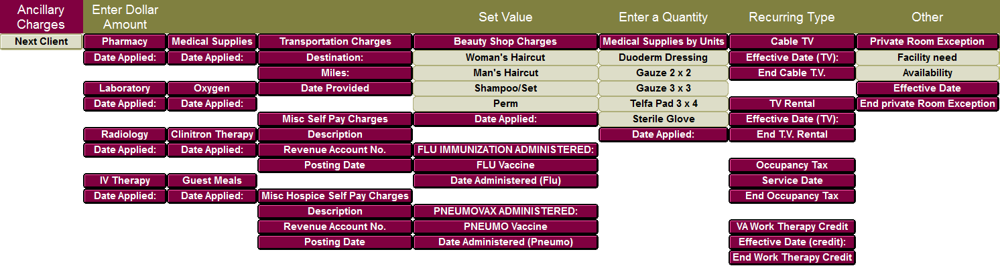 Ancillary Charges
Enter Dollar Amount
Set Value
Enter a Quantity
Recurring Type
Other
Next Client
Pharmacy
Medical Supplies
Transportation Charges
Beauty Shop Charges
Medical Supplies by Units
Cable TV
Private Room Exception
Date Applied:
Date Applied:
Destination:
Woman's Haircut
Duoderm Dressing
Effective Date (TV):
Facility need
Miles:
Man's Haircut
Gauze 2 x 2
End Cable T.V.
Availability
Laboratory
Oxygen
Date Provided
Shampoo/Set
Gauze 3 x 3
Effective Date
Date Applied:
Date Applied:
Perm
Telfa Pad 3 x 4
TV Rental
End private Room Exception
Misc Self Pay Charges
Date Applied:
Sterile Glove
Effective Date (TV):
Radiology
Clinitron Therapy
Description
Date Applied:
End T.V. Rental
Date Applied:
Date Applied:
Revenue Account No.
FLU IMMUNIZATION ADMINISTERED:
Posting Date
FLU Vaccine
Occupancy Tax
IV Therapy
Guest Meals
Date Administered (Flu)
Service Date
Date Applied:
Date Applied:
Misc Hospice Self Pay Charges
End Occupancy Tax
Description
PNEUMOVAX ADMINISTERED:
Revenue Account No.
PNEUMO Vaccine
VA Work Therapy Credit
Posting Date
Date Administered (Pneumo)
Effective Date (credit):
End Work Therapy Credit